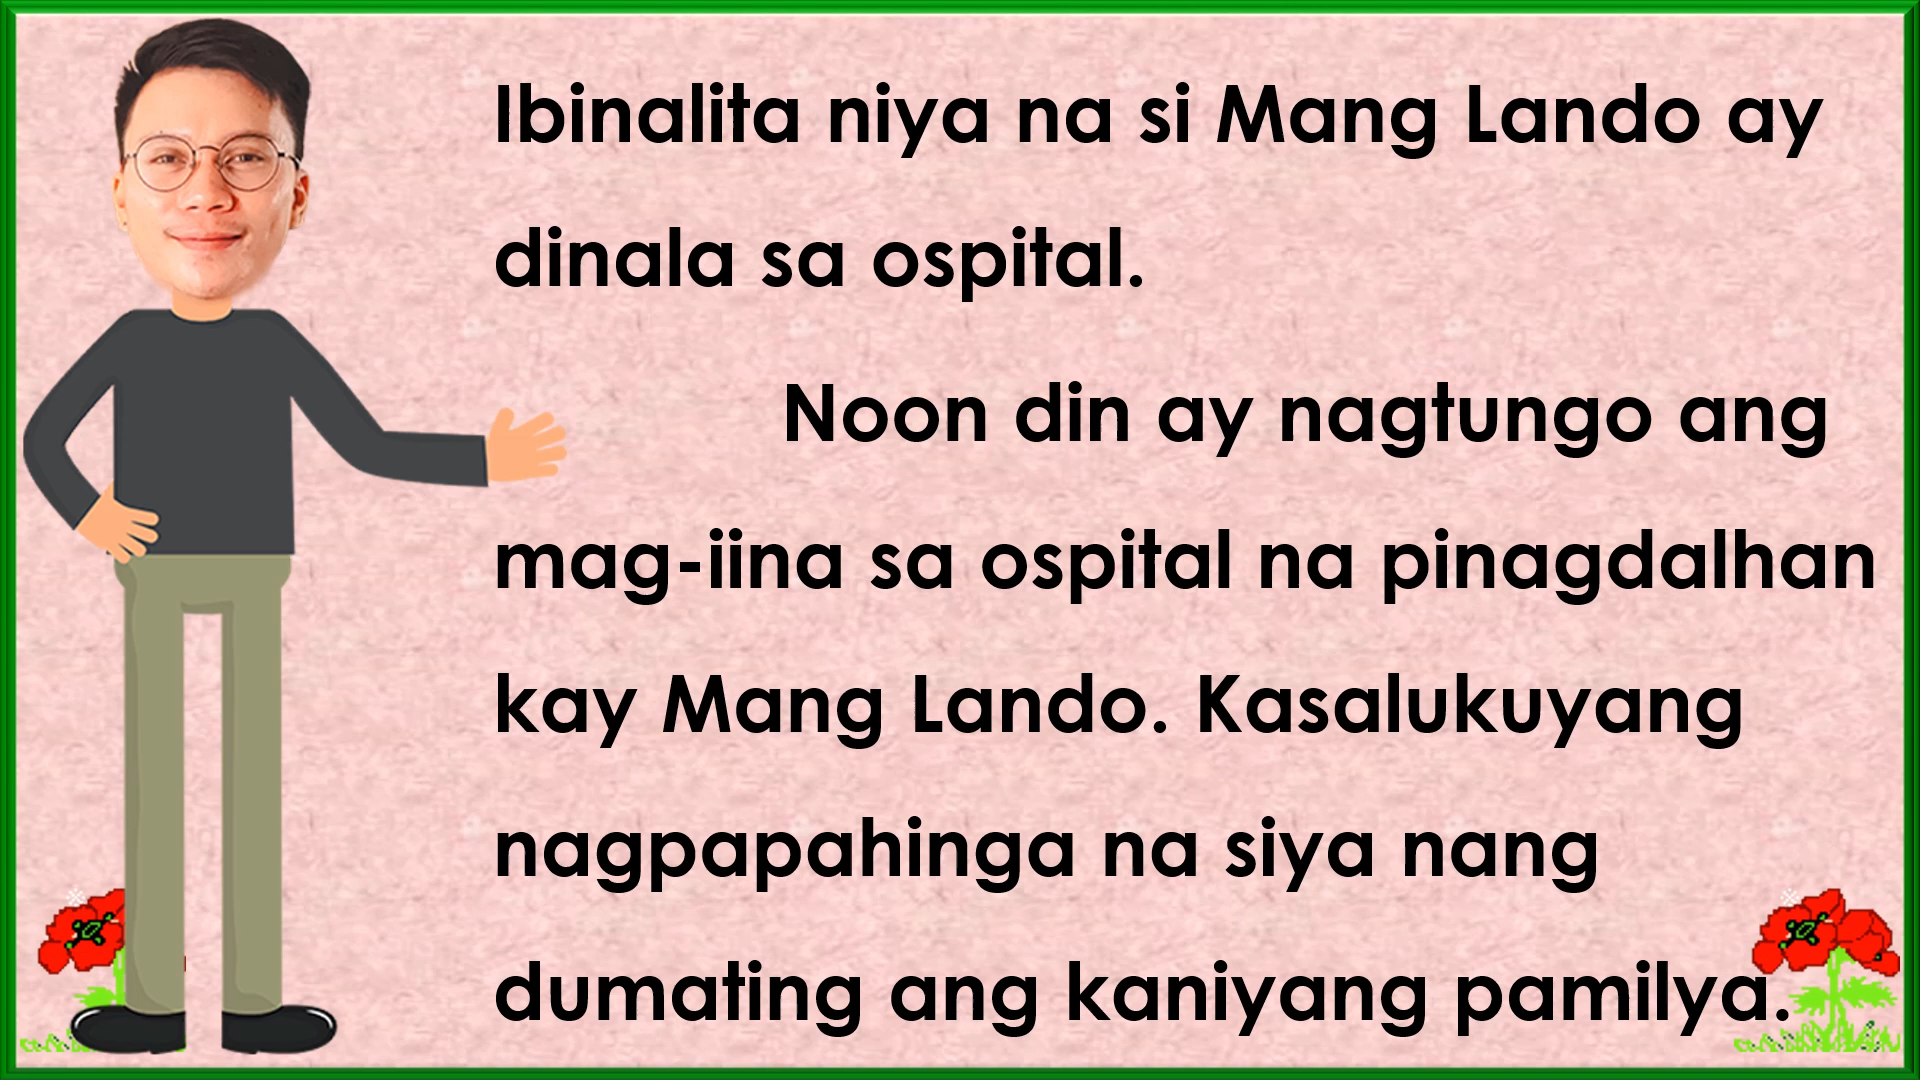 Ibinalita niya na si Mang Lando ay
dinala sa ospital.
Noon din ay nagtungo ang
mag-iina sa ospital na pinagdalhan
kay Mang Lando. Kasalukuyang
nagpapahinga na siya nang
dumating ang kaniyang pamilya.